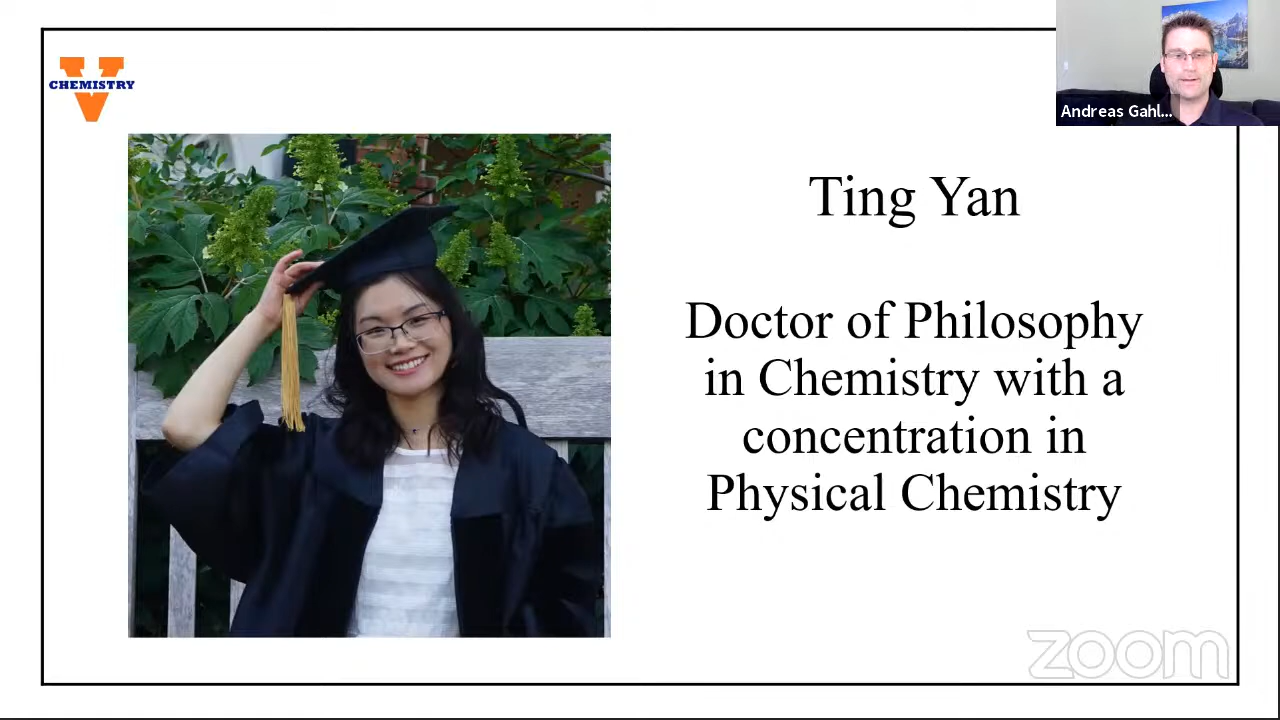 CHEMISTRY
Andreas Gahl...
Ting Yan
Doctor of Philosophy
in Chemistry with a
concentration in
Physical Chemistry
zoom